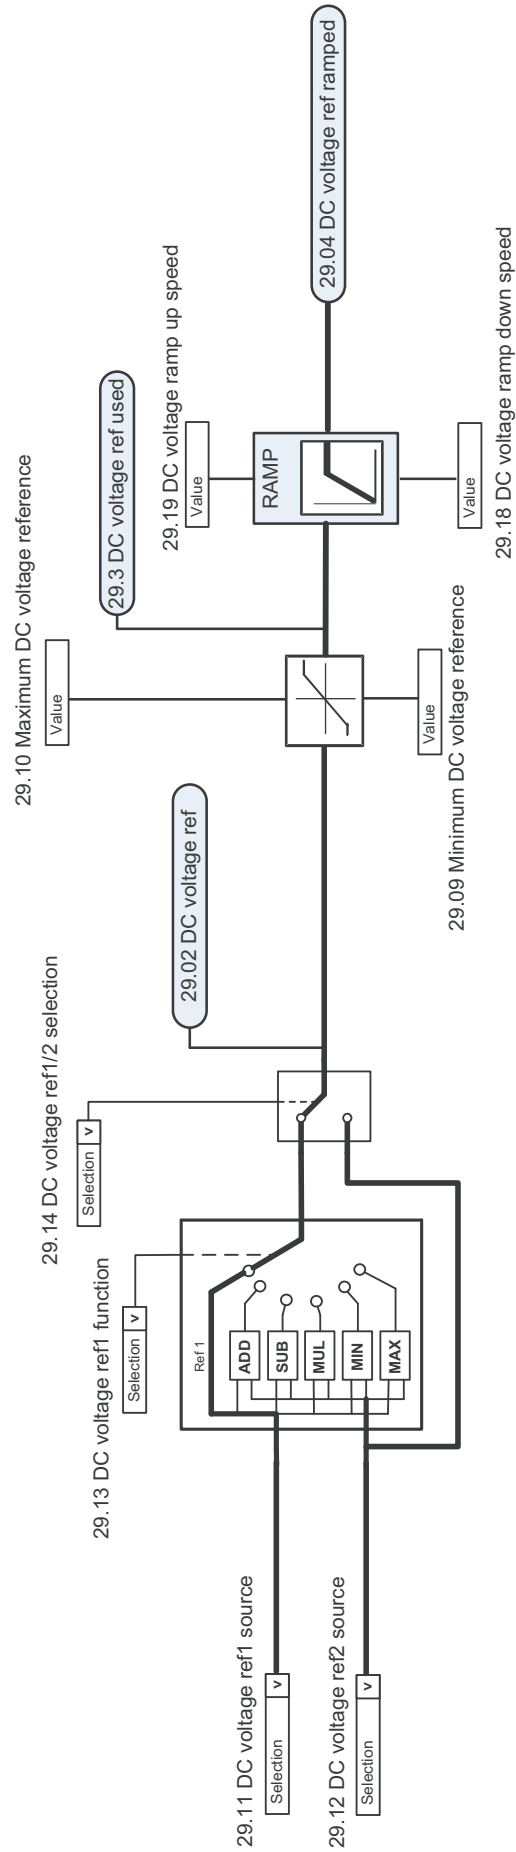 29.11 DC voltage ref1 source
Selection
v
29.12 DC voltage ref2 source
Selection
v
29.13 DC voltage ref1 function
Selection
v
Ref 1
ADD
SUB
MUL
MIN
MAX
29.14 DC voltage ref1/2 selection
Selection
v
29.02 DC voltage ref
29.10 Maximum DC voltage reference
Value
29.09 Minimum DC voltage reference
Value
29.3 DC voltage ref used
29.19 DC voltage ramp up speed
Value
RAMP
29.18 DC voltage ramp down speed
Value
29.04 DC voltage ref ramped